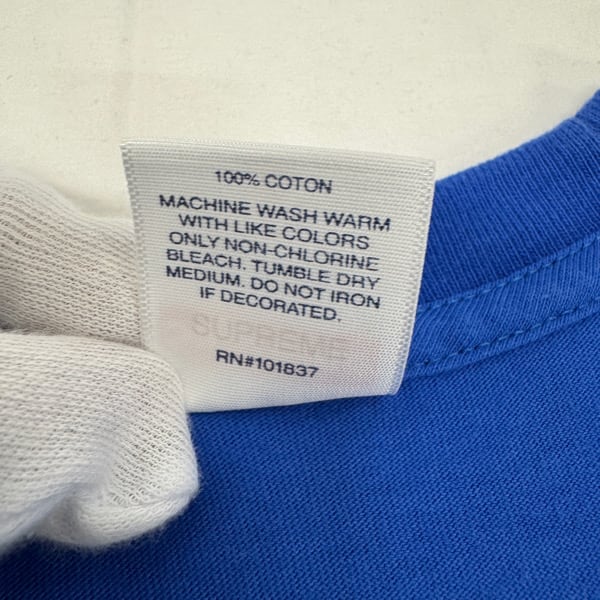 100% COTON
MACHINE WASH WARM
WITH LIKE COLORS
ONLY NON-CHLORINE
BLEACH. TUMBLE DRY
MEDIUM. DO NOT IRON
IF DECORATED.
SUPREME
RN#101837